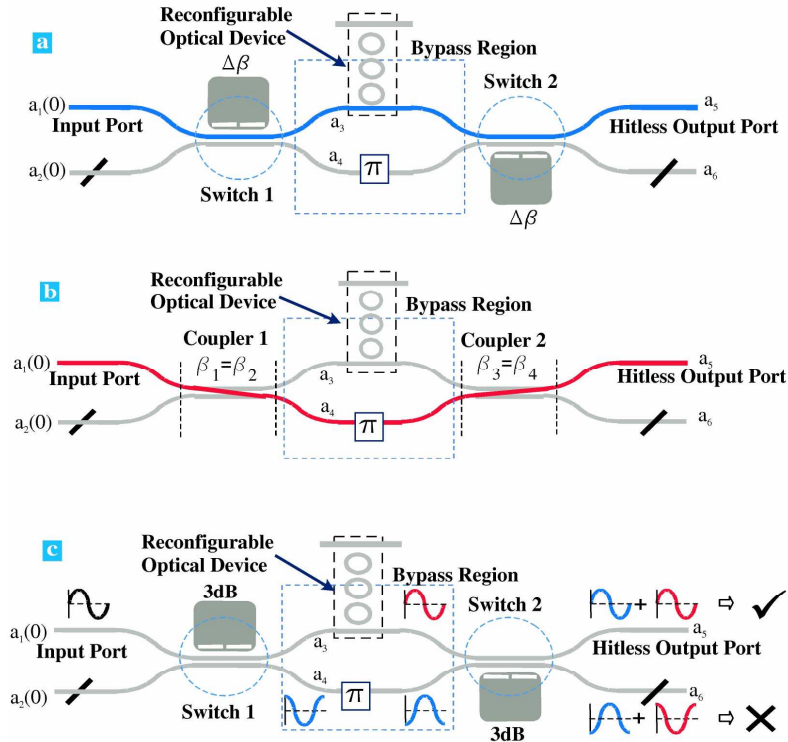 a
Reconfigurable
Optical Device
Bypass Region
Δβ
Switch 2
a₁(0)
Input Port
a₃
a₅
Hitless Output Port
a₂(0)
a₄
π
a₆
Switch 1
Δβ
b
Reconfigurable
Optical Device
Bypass Region
Coupler 1
β₁=β₂
Coupler 2
β₃=β₄
a₁(0)
Input Port
a₃
a₅
Hitless Output Port
a₂(0)
a₄
π
a₆
c
Reconfigurable
Optical Device
3dB
Bypass Region
Switch 2
+ ⇨ ✓
a₁(0)
Input Port
a₃
a₅
Hitless Output Port
a₂(0)
a₄
π
a₆
Switch 1
3dB
+ ⇨ ✕